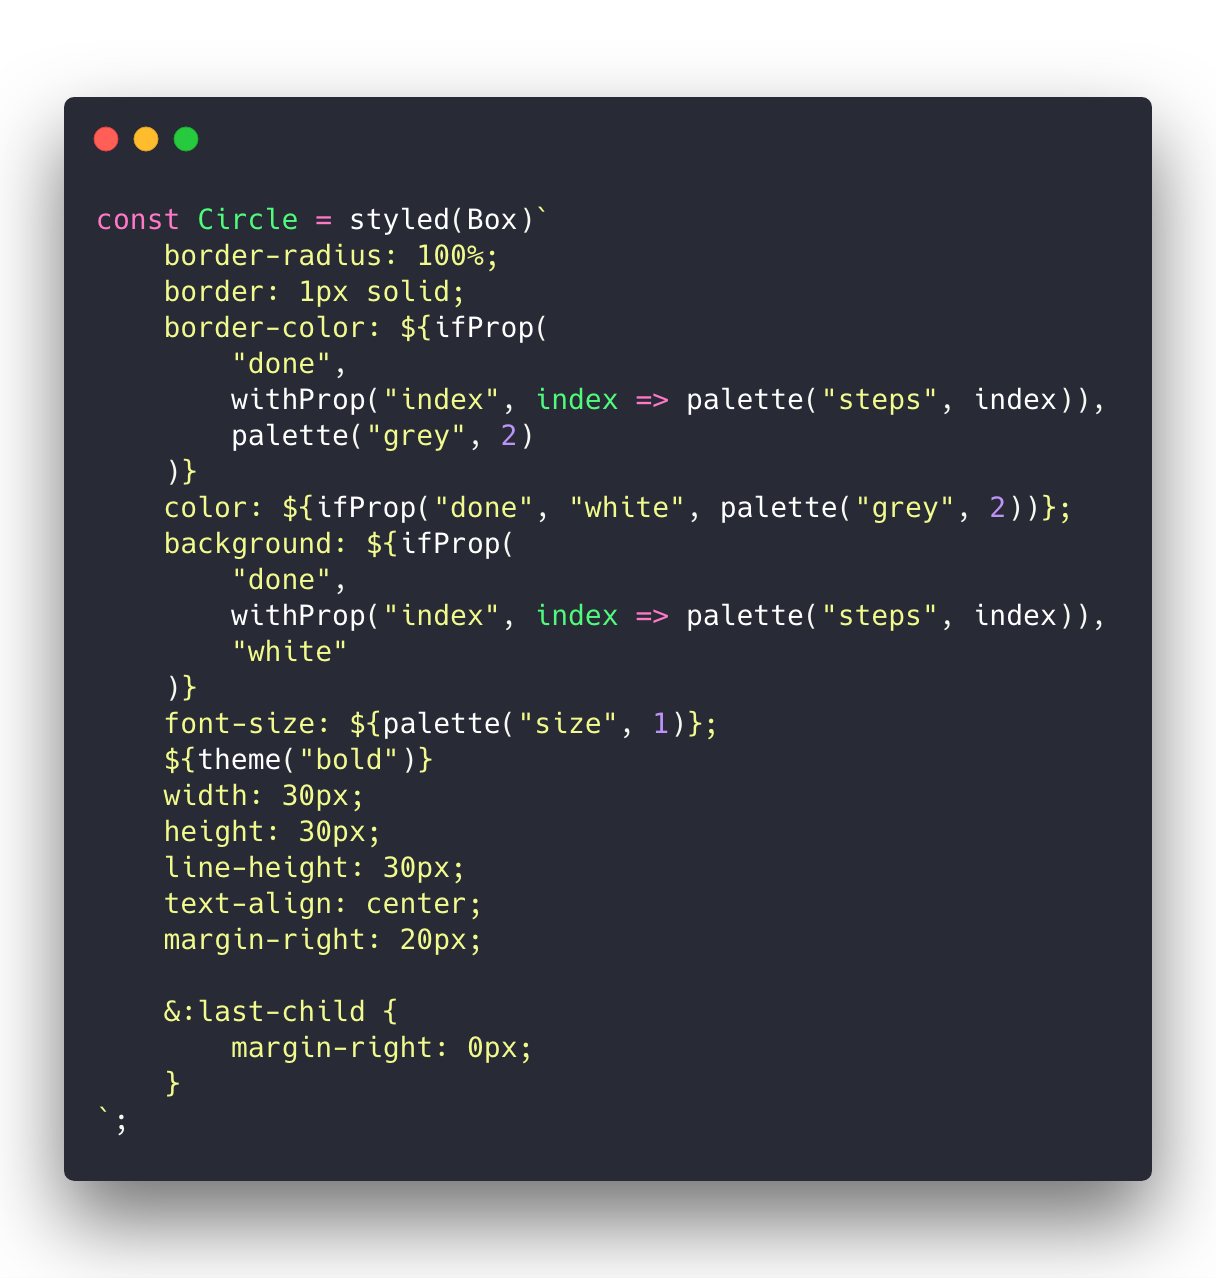 const Circle = styled(Box)`
    border-radius: 100%;
    border: 1px solid;
    border-color: ${ifProp(
        "done",
        withProp("index", index => palette("steps", index)),
        palette("grey", 2)
    )}
    color: ${ifProp("done", "white", palette("grey", 2))};
    background: ${ifProp(
        "done",
        withProp("index", index => palette("steps", index)),
        "white"
    )}
    font-size: ${palette("size", 1)};
    ${theme("bold")}
    width: 30px;
    height: 30px;
    line-height: 30px;
    text-align: center;
    margin-right: 20px;

    &:last-child {
        margin-right: 0px;
    }
`;